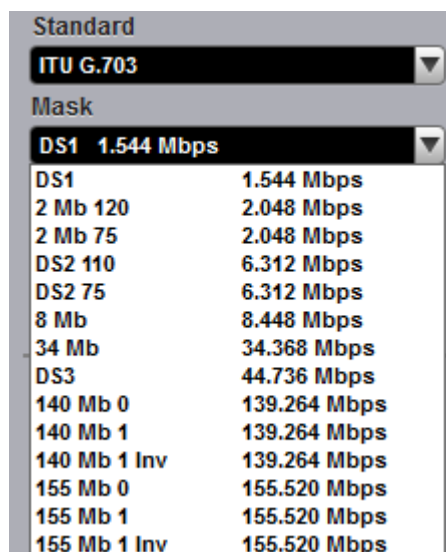 Standard
ITU G.703
Mask
DS1 1.544 Mbps
DS1 1.544 Mbps
2 Mb 120 2.048 Mbps
2 Mb 75 2.048 Mbps
DS2 110 6.312 Mbps
DS2 75 6.312 Mbps
8 Mb 8.448 Mbps
34 Mb 34.368 Mbps
DS3 44.736 Mbps
140 Mb 0 139.264 Mbps
140 Mb 1 139.264 Mbps
140 Mb 1 Inv 139.264 Mbps
155 Mb 0 155.520 Mbps
155 Mb 1 155.520 Mbps
155 Mb 1 Inv 155.520 Mbps